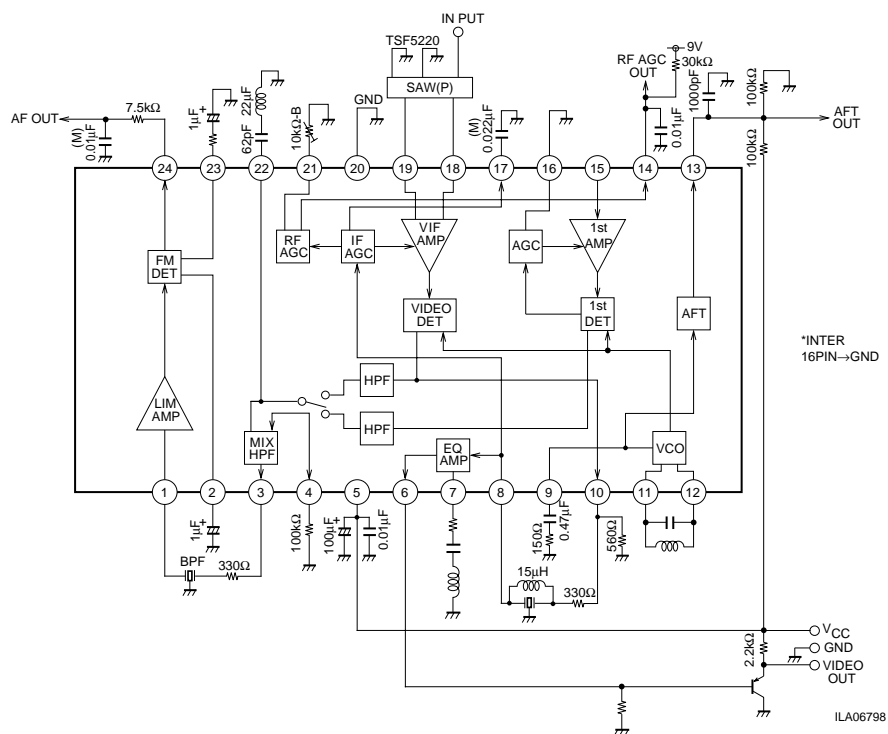 IN PUT
TSF5220
SAW(P)
9V
30kΩ
RF AGC
OUT
1000pF
100kΩ
AFT
OUT
100kΩ
0.01µF
AF OUT
7.5kΩ
(M)
0.01µF
1µF
+
22µF
62pF
10kΩ-B
GND
(M)
0.022µF
24
23
22
21
20
19
18
17
16
15
14
13
RF
AGC
IF
AGC
VIF
AMP
AGC
1st
AMP
FM
DET
VIDEO
DET
1st
DET
AFT
*INTER
16PIN→GND
HPF
HPF
LIM
AMP
MIX
HPF
EQ
AMP
VCO
1
2
3
4
5
6
7
8
9
10
11
12
1µF
+
BPF
330Ω
100kΩ
100µF
+
0.01µF
150Ω
0.47µF
560Ω
15µH
330Ω
VCC
GND
2.2kΩ
VIDEO
OUT
ILA06798